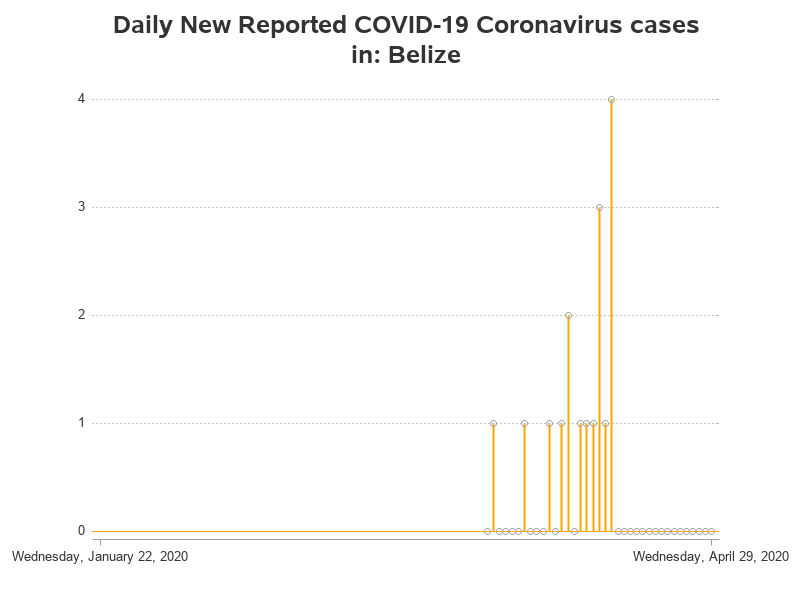 Daily New Reported COVID-19 Coronavirus cases
in: Belize
4
3
2
1
0
Wednesday, January 22, 2020 Wednesday, April 29, 2020